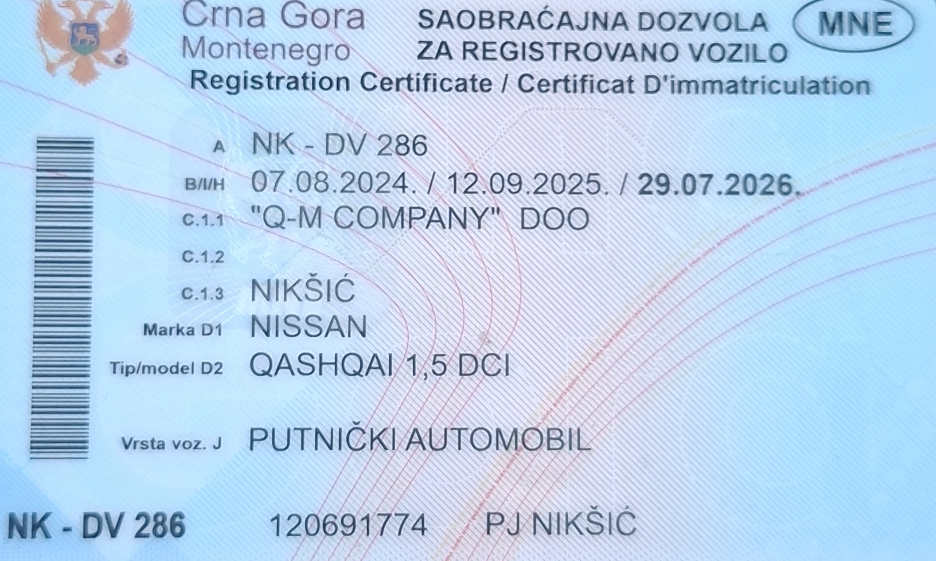 Crna Gora
Montenegro
SAOBRAĆAJNA DOZVOLA
ZA REGISTROVANO VOZILO
MNE
Registration Certificate / Certificat D'immatriculation
A NK - DV 286
B/I/H 07.08.2024. / 12.09.2025. / 29.07.2026.
C.1.1 "Q-M COMPANY" DOO
C.1.2
C.1.3 NIKŠIĆ
Marka D1 NISSAN
Tip/model D2 QASHQAI 1,5 DCI
Vrsta voz. J PUTNIČKI AUTOMOBIL
NK - DV 286 120691774 PJ NIKŠIĆ